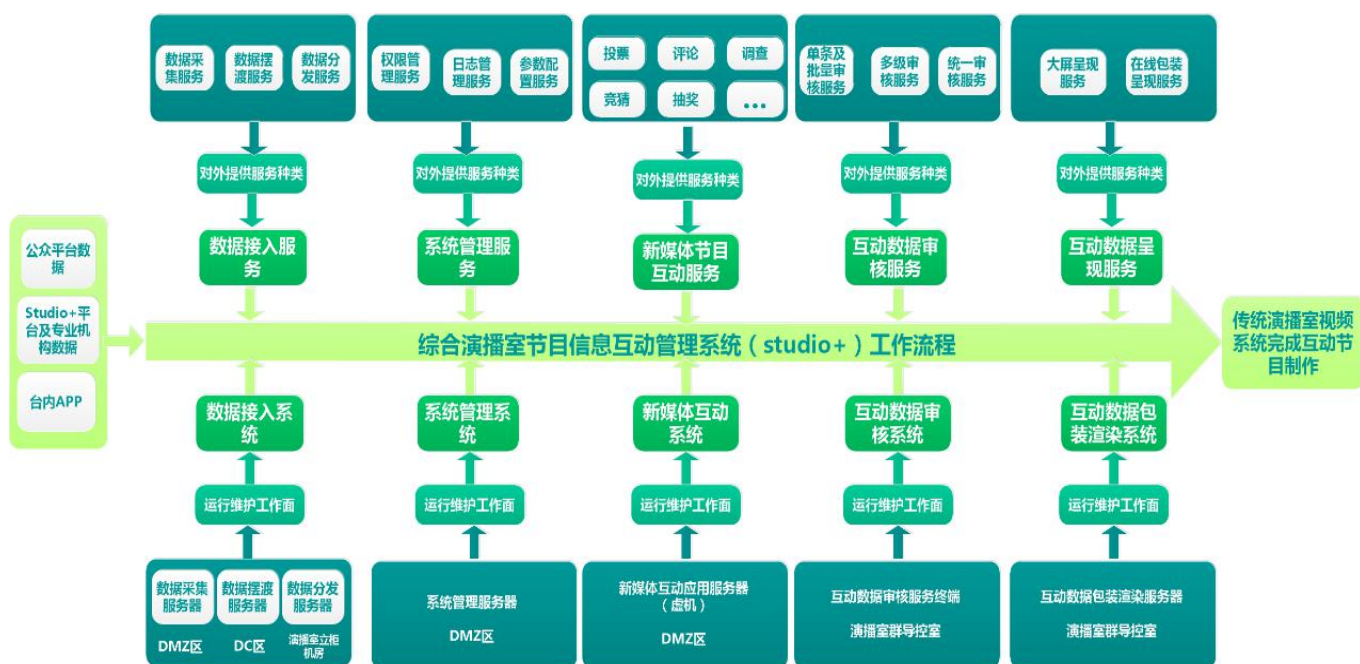 数据采
集服务
数据摆
渡服务
数据分
发服务
权限管
理服务
日志管
理服务
参数配
置服务
投票
评论
调查
竞猜
抽奖
...
单条及
批量审
核服务
多级审
核服务
统一审
核服务
大屏呈现
服务
在线包装
呈现服务
对外提供服务种类
对外提供服务种类
对外提供服务种类
对外提供服务种类
对外提供服务种类
数据接入服
务
系统管理服
务
新媒体节目
互动服务
互动数据审
核服务
互动数据呈
现服务
公众平台数
据
Studio+平
台及专业机
构数据
台内APP
综合演播室节目信息互动管理系统（studio+）工作流程
传统演播室视频
系统完成互动节
目制作
数据接入系
统
系统管理系
统
新媒体互动
系统
互动数据审
核系统
互动数据包
装渲染系统
运行维护工作面
运行维护工作面
运行维护工作面
运行维护工作面
运行维护工作面
数据采集
服务器
DMZ区
数据摆渡
服务器
DC区
数据分发
服务器
演播室立柜
机房
系统管理服务器
DMZ区
新媒体互动应用服务器
（虚机）
DMZ区
互动数据审核服务终端
演播室群导控室
互动数据包装渲染服务器
演播室群导控室